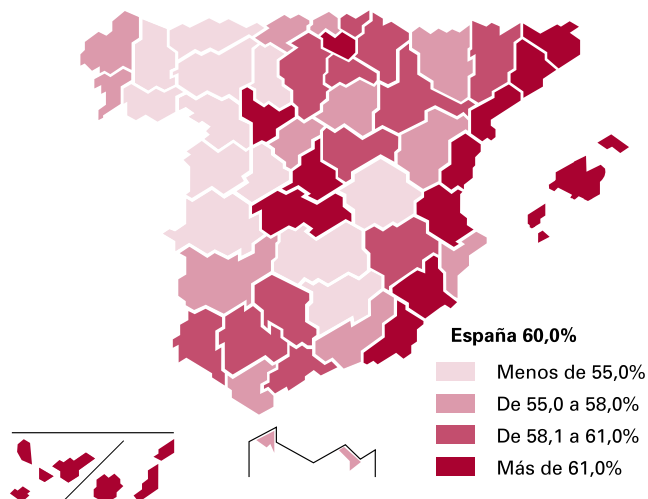 España 60,0%
Menos de 55,0%
De 55,0 a 58,0%
De 58,1 a 61,0%
Más de 61,0%